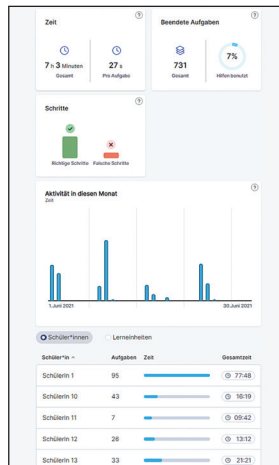 Zeit
7 h 3 Minuten
Gesamt
27 s
Pro Aufgabe
Beendete Aufgaben
731
Gesamt
7%
Hilfen benutzt
Schritte
Richtige Schritte Falsche Schritte
Aktivität in diesen Monat
Zeit
1.Juni 2021 30.Juni 2021
Schüler*innen Lerneinheiten
Schüler*in Aufgaben Zeit Gesamtzeit
SchülerIn 1 95 77:48
SchülerIn 10 43 16:19
SchülerIn 11 7 09:42
SchülerIn 12 28 13:12
SchülerIn 13 33 21:21